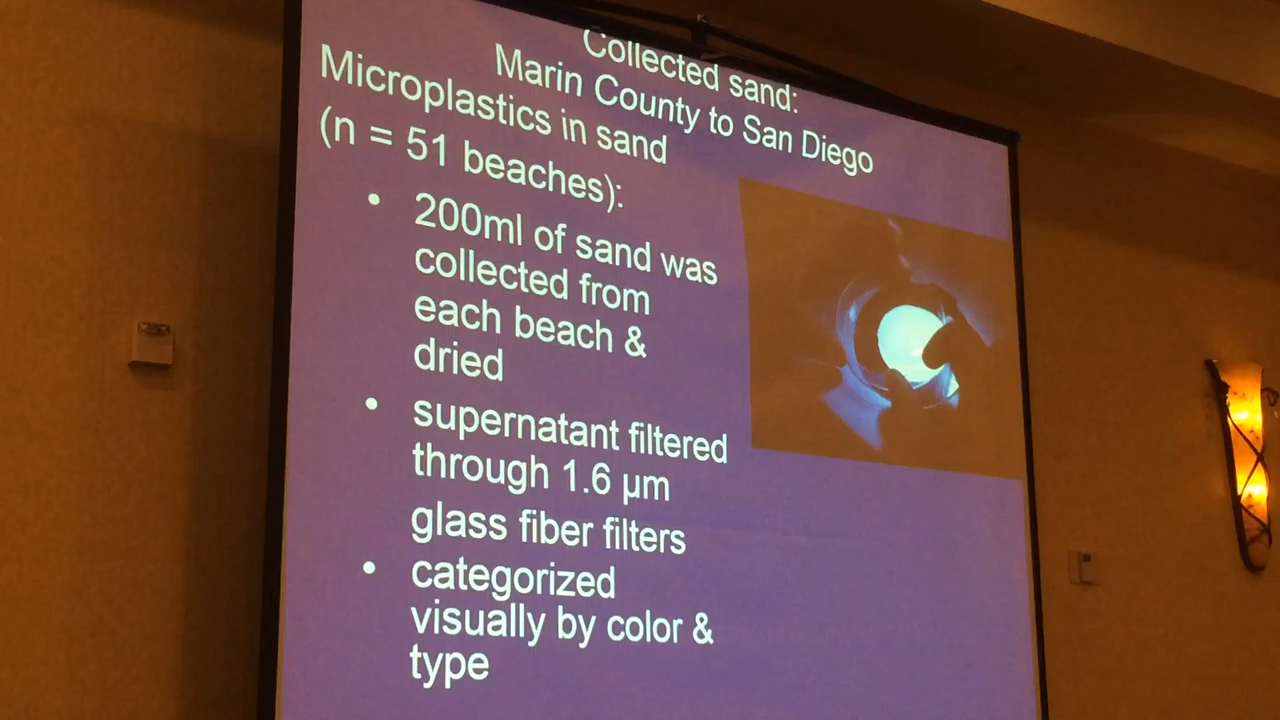 Collected sand:
Marin County to San Diego
Microplastics in sand
(n = 51 beaches):
• 200ml of sand was
collected from
each beach &
dried
• supernatant filtered
through 1.6 µm
glass fiber filters
• categorized
visually by color &
type